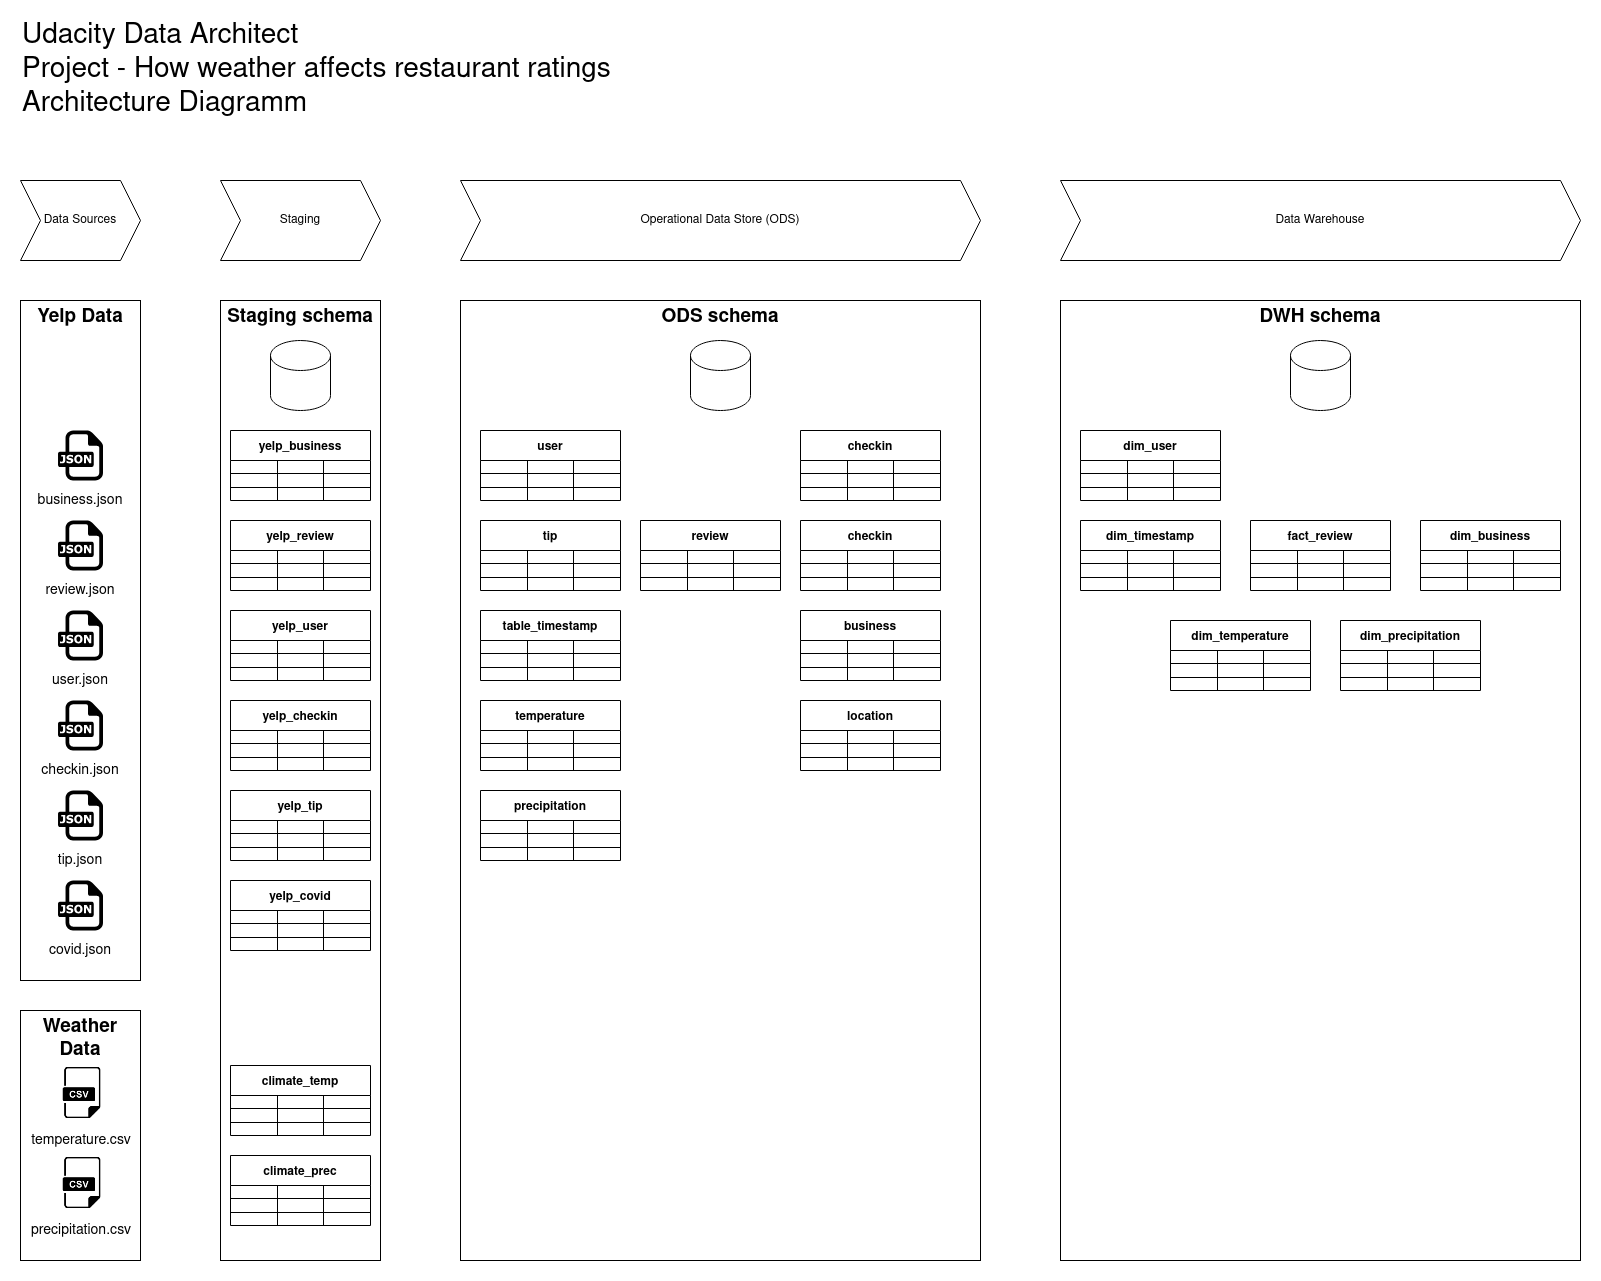 Udacity Data Architect
Project - How weather affects restaurant ratings
Architecture Diagramm
Data Sources
Staging
Operational Data Store (ODS)
Data Warehouse
Yelp Data
JSON
business.json
JSON
review.json
JSON
user.json
JSON
checkin.json
JSON
tip.json
JSON
covid.json
Weather
Data
CSV
temperature.csv
CSV
precipitation.csv
Staging schema
yelp_business
yelp_review
yelp_user
yelp_checkin
yelp_tip
yelp_covid
climate_temp
climate_prec
ODS schema
user
checkin
tip
review
checkin
table_timestamp
business
temperature
location
precipitation
DWH schema
dim_user
dim_timestamp
fact_review
dim_business
dim_temperature
dim_precipitation